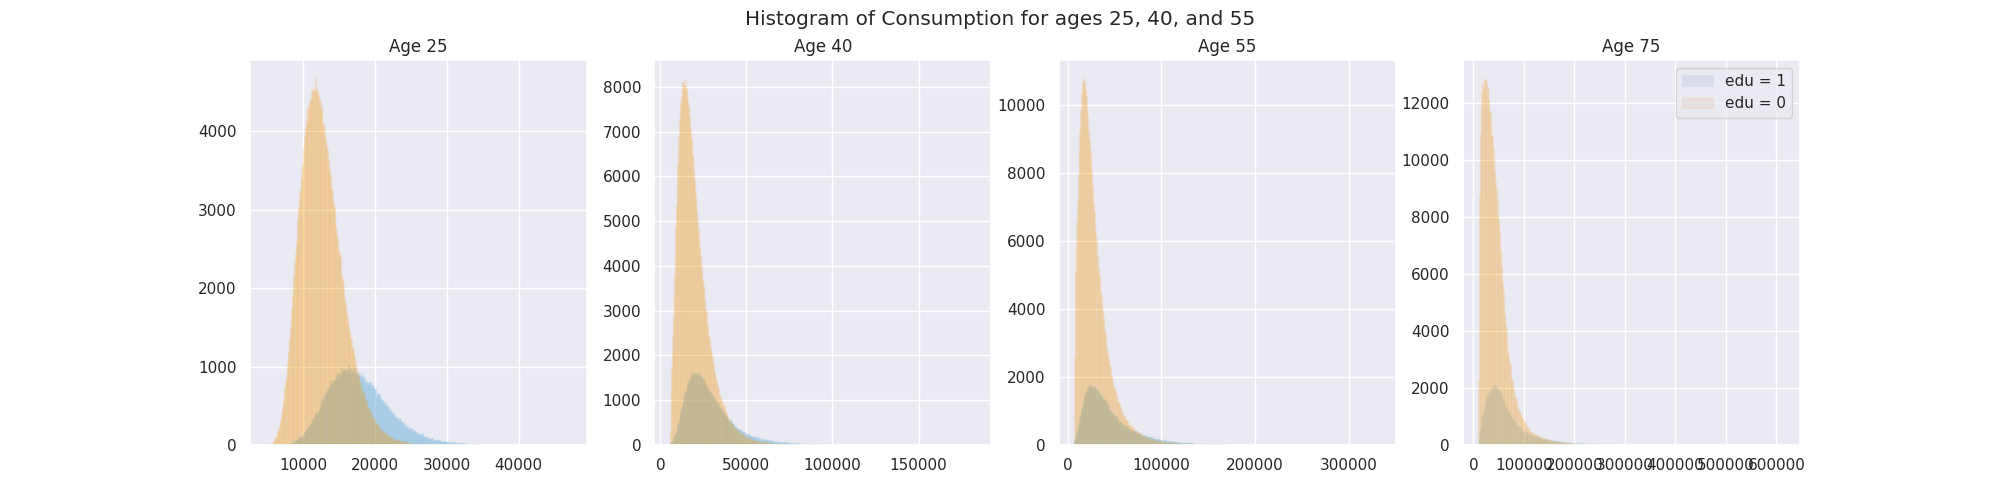 Histogram of Consumption for ages 25, 40, and 55
Age 25
4000
3000
2000
1000
0
10000 20000 30000 40000
Age 40
8000
7000
6000
5000
4000
3000
2000
1000
0
0 50000 100000 150000
Age 55
10000
8000
6000
4000
2000
0
0 100000 200000 300000
Age 75
edu = 1
edu = 0
12000
10000
8000
6000
4000
2000
0
0 100000 200000 300000 400000 500000 600000